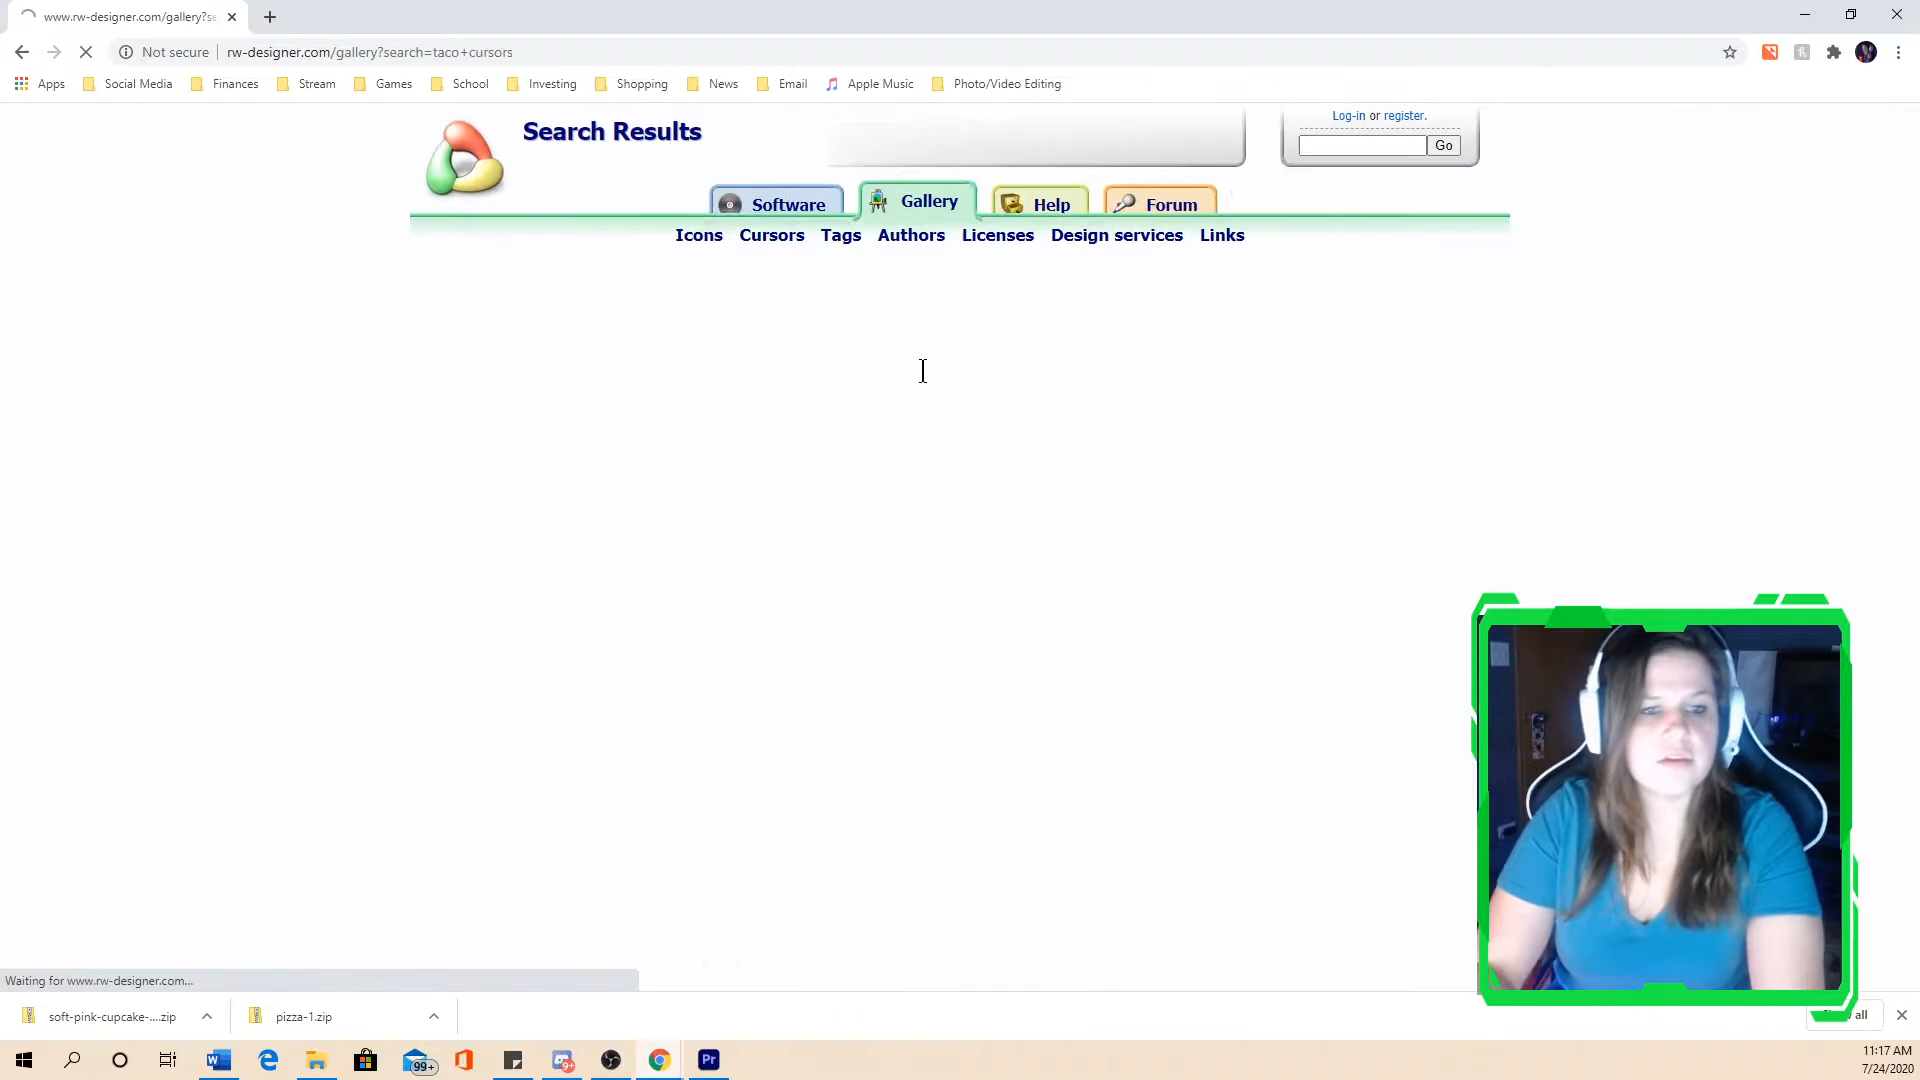 www.rw-designer.com/gallery?se
Not secure
rw-designer.com/gallery?search=taco+cursors
Apps
Social Media
Finances
Stream
Games
School
Investing
Shopping
News
Email
Apple Music
Photo/Video Editing
Search Results
Log-in or register.
Go
Software
Gallery
Help
Forum
Icons
Cursors
Tags
Authors
Licenses
Design services
Links
Waiting for www.rw-designer.com...
soft-pink-cupcake-....zip
pizza-1.zip
all
99+
9+
Pr
11:17 AM
7/24/2020